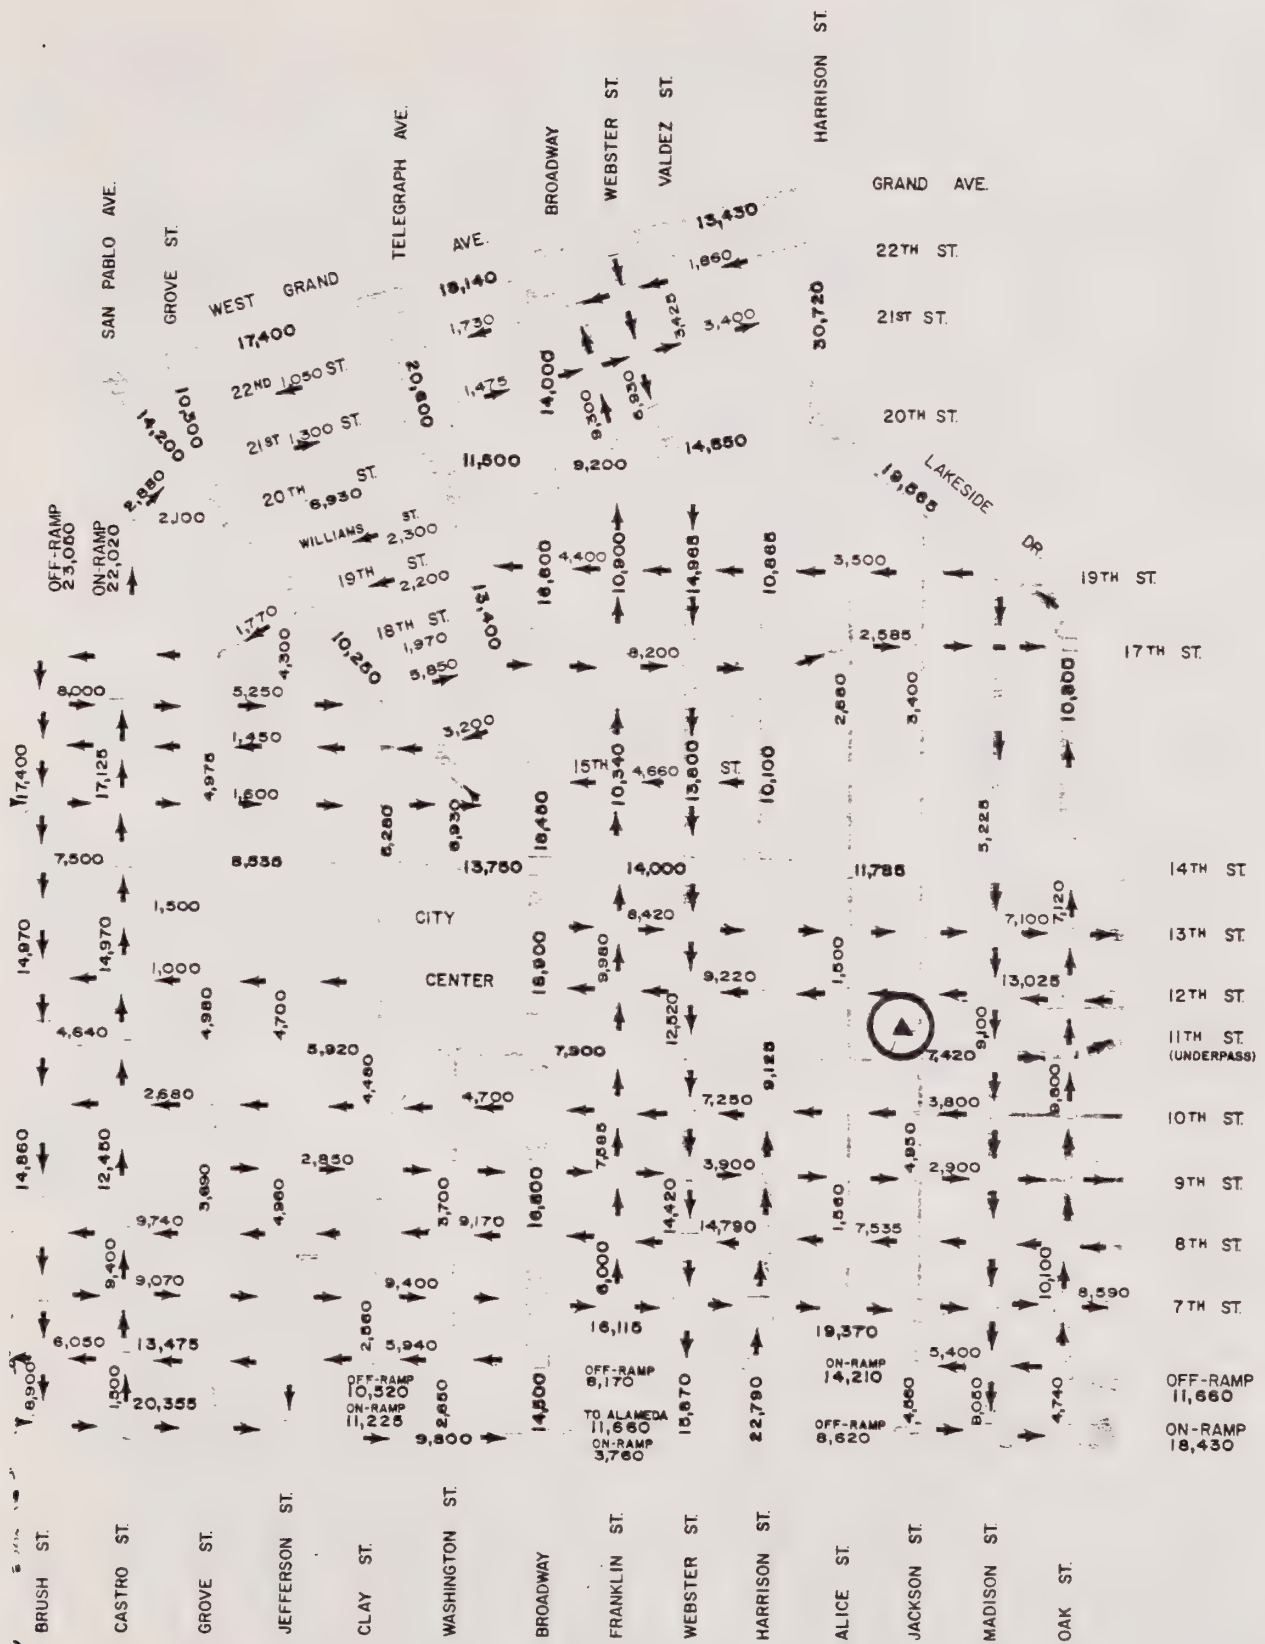 HARRISON ST.
WEBSTER ST.
VALDEZ ST.
TELEGRAPH AVE.
BROADWAY
SAN PABLO AVE.
GROVE ST.
GRAND AVE.
13,430
WEST GRAND AVE.
17,400
18,140
22TH ST.
1,860
1,730
3,425
3,400
30,720
21ST ST.
22ND 1,050 ST.
20,800
1,475
14,000
9,300
6,930
14,200
10,300
21ST 1,300 ST.
20TH ST.
11,500
9,200
14,550
2,880
2,100
20TH ST.
6,930
19,565
LAKESIDE DR.
OFF-RAMP
23,050
ON-RAMP
22,020
WILLIAMS ST.
2,300
19TH ST.
2,200
16,600
4,400
10,900
14,965
10,865
3,500
19TH ST.
1,770
4,300
10,250
18TH ST.
1,970
5,850
13,400
8,200
2,585
17TH ST.
8,000
5,250
2,880
3,400
10,800
1,450
3,200
17,400
17,125
4,975
1,600
15TH ST.
4,660
10,340
13,800
10,100
6,280
6,930
16,450
5,225
7,500
8,535
13,750
14,000
11,785
14TH ST.
1,500
CITY
8,420
7,100
7,120
13TH ST.
14,970
14,970
18,900
9,980
1,500
1,000
CENTER
9,220
13,025
12TH ST.
4,980
4,700
12,520
9,100
4,640
5,920
7,900
7,420
11TH ST.
(UNDERPASS)
4,480
9,125
9,800
2,680
4,700
7,250
3,800
10TH ST.
14,860
12,450
3,690
2,850
4,960
3,700
16,500
7,585
14,420
3,900
4,950
2,900
9TH ST.
1,560
9,740
9,170
14,790
7,535
8TH ST.
9,400
9,070
9,400
6,000
10,100
8,590
7TH ST.
2,560
16,115
19,370
6,050
13,475
5,940
5,400
8,900
1,500
20,355
OFF-RAMP
10,520
ON-RAMP
11,225
2,650
9,800
14,500
OFF-RAMP
8,170
TO ALAMEDA
11,660
ON-RAMP
3,760
15,870
22,790
ON-RAMP
14,210
OFF-RAMP
8,620
4,550
8,050
4,740
OFF-RAMP
11,660
ON-RAMP
18,430
BRUSH ST.
CASTRO ST.
GROVE ST.
JEFFERSON ST.
CLAY ST.
WASHINGTON ST.
BROADWAY
FRANKLIN ST.
WEBSTER ST.
HARRISON ST.
ALICE ST.
JACKSON ST.
MADISON ST.
OAK ST.